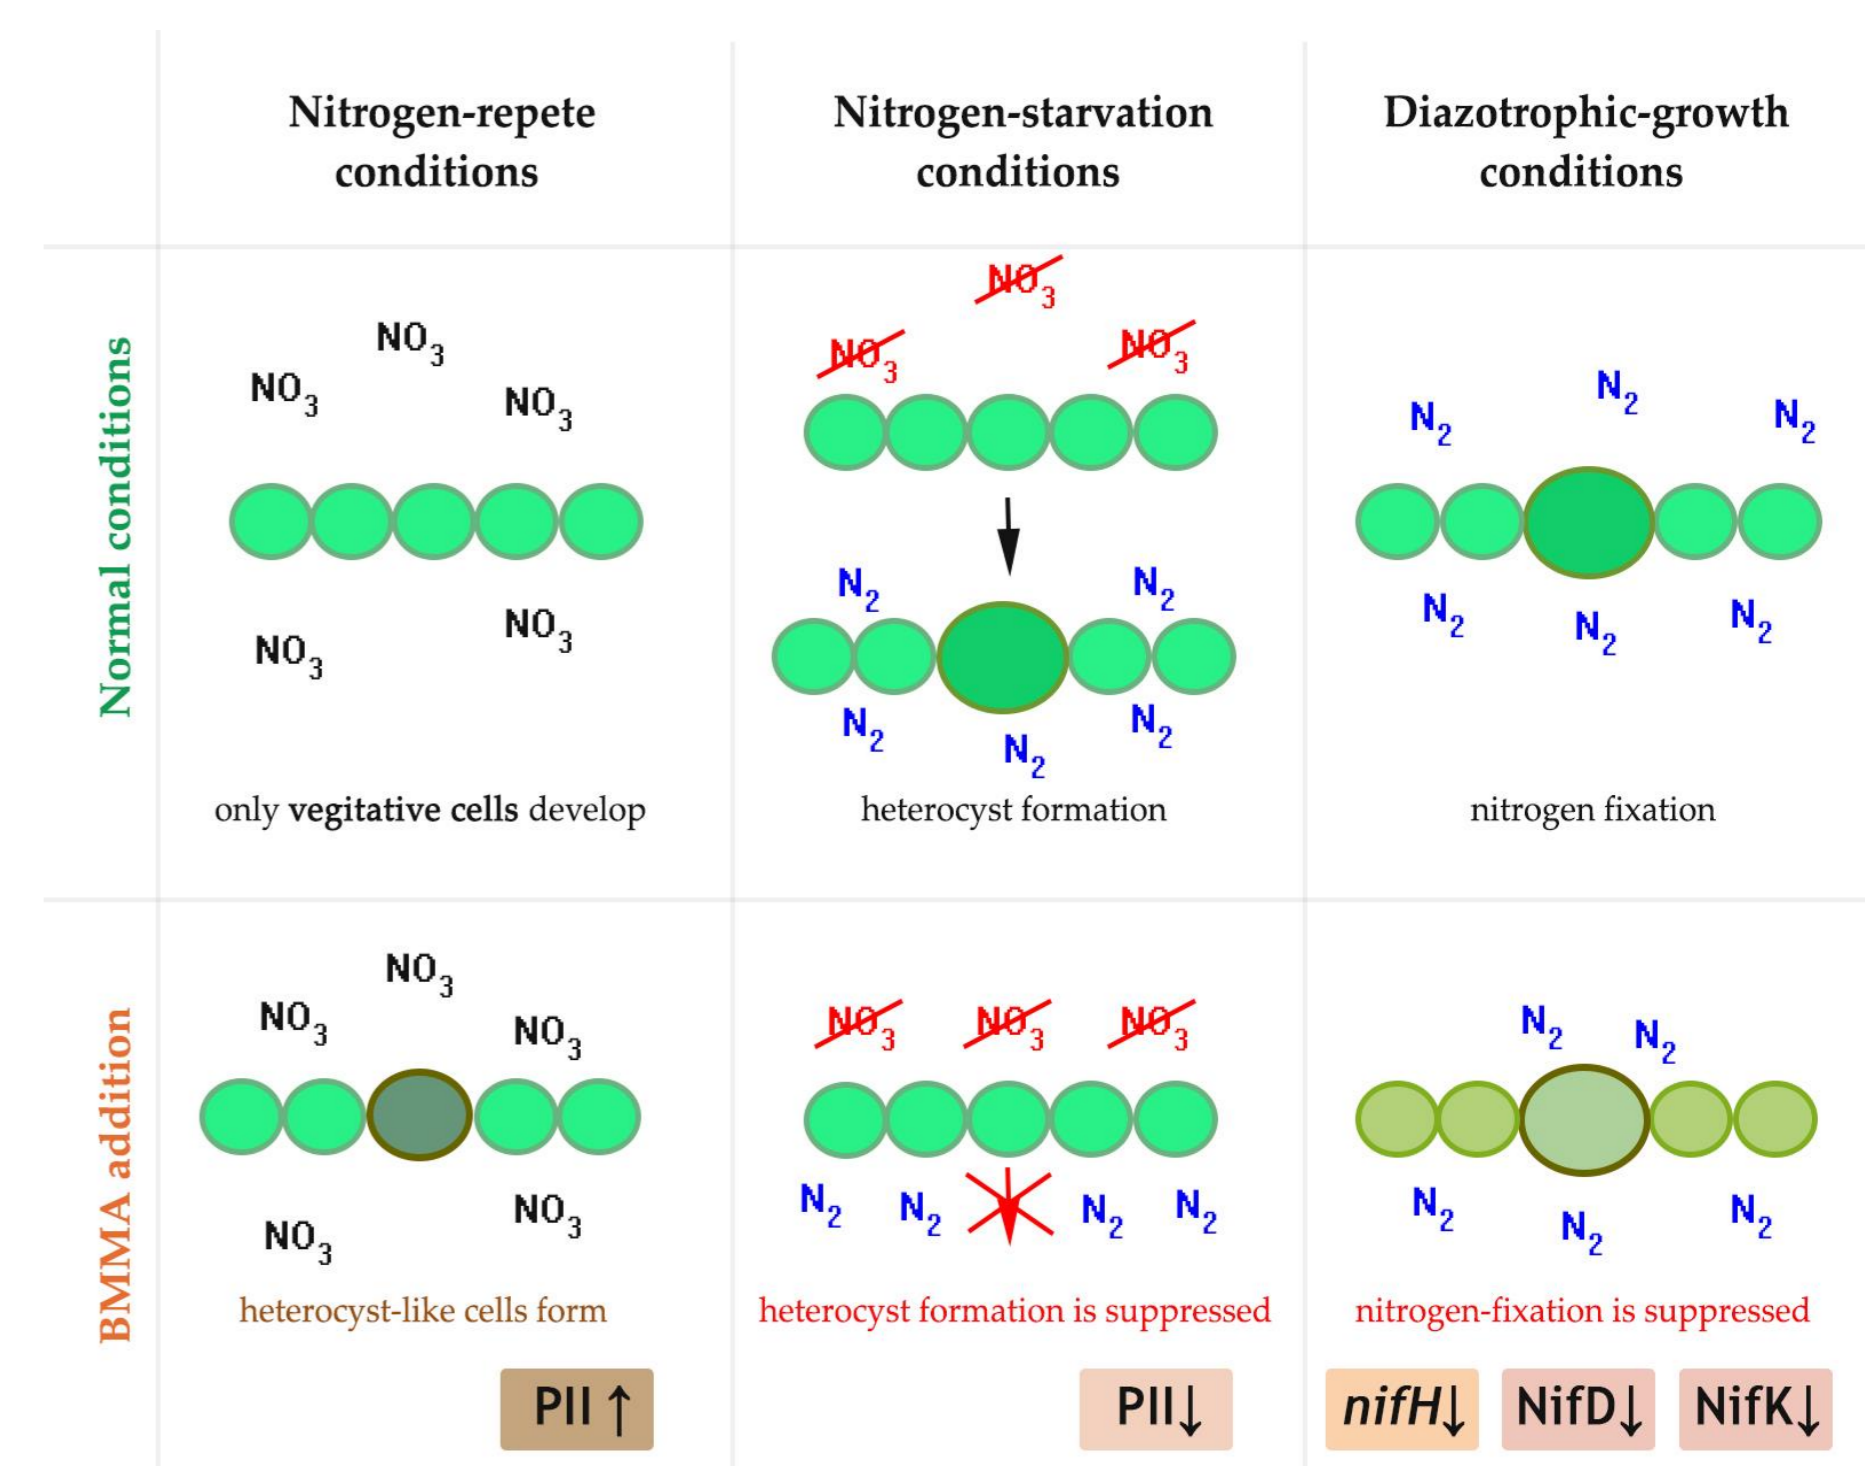 Nitrogen-repete
conditions
Nitrogen-starvation
conditions
Diazotrophic-growth
conditions
Normal conditions
NO3
NO3
NO3
NO3
NO3
only vegitative cells develop
NO3
NO3
NO3
N2
N2
N2
N2
N2
heterocyst formation
N2
N2
N2
N2
N2
N2
nitrogen fixation
BMMA addition
NO3
NO3
NO3
NO3
NO3
heterocyst-like cells form
PII ↑
NO3
NO3
NO3
N2
N2
N2
N2
heterocyst formation is suppressed
PII↓
N2
N2
N2
N2
N2
nitrogen-fixation is suppressed
nifH↓
NifD↓
NifK↓